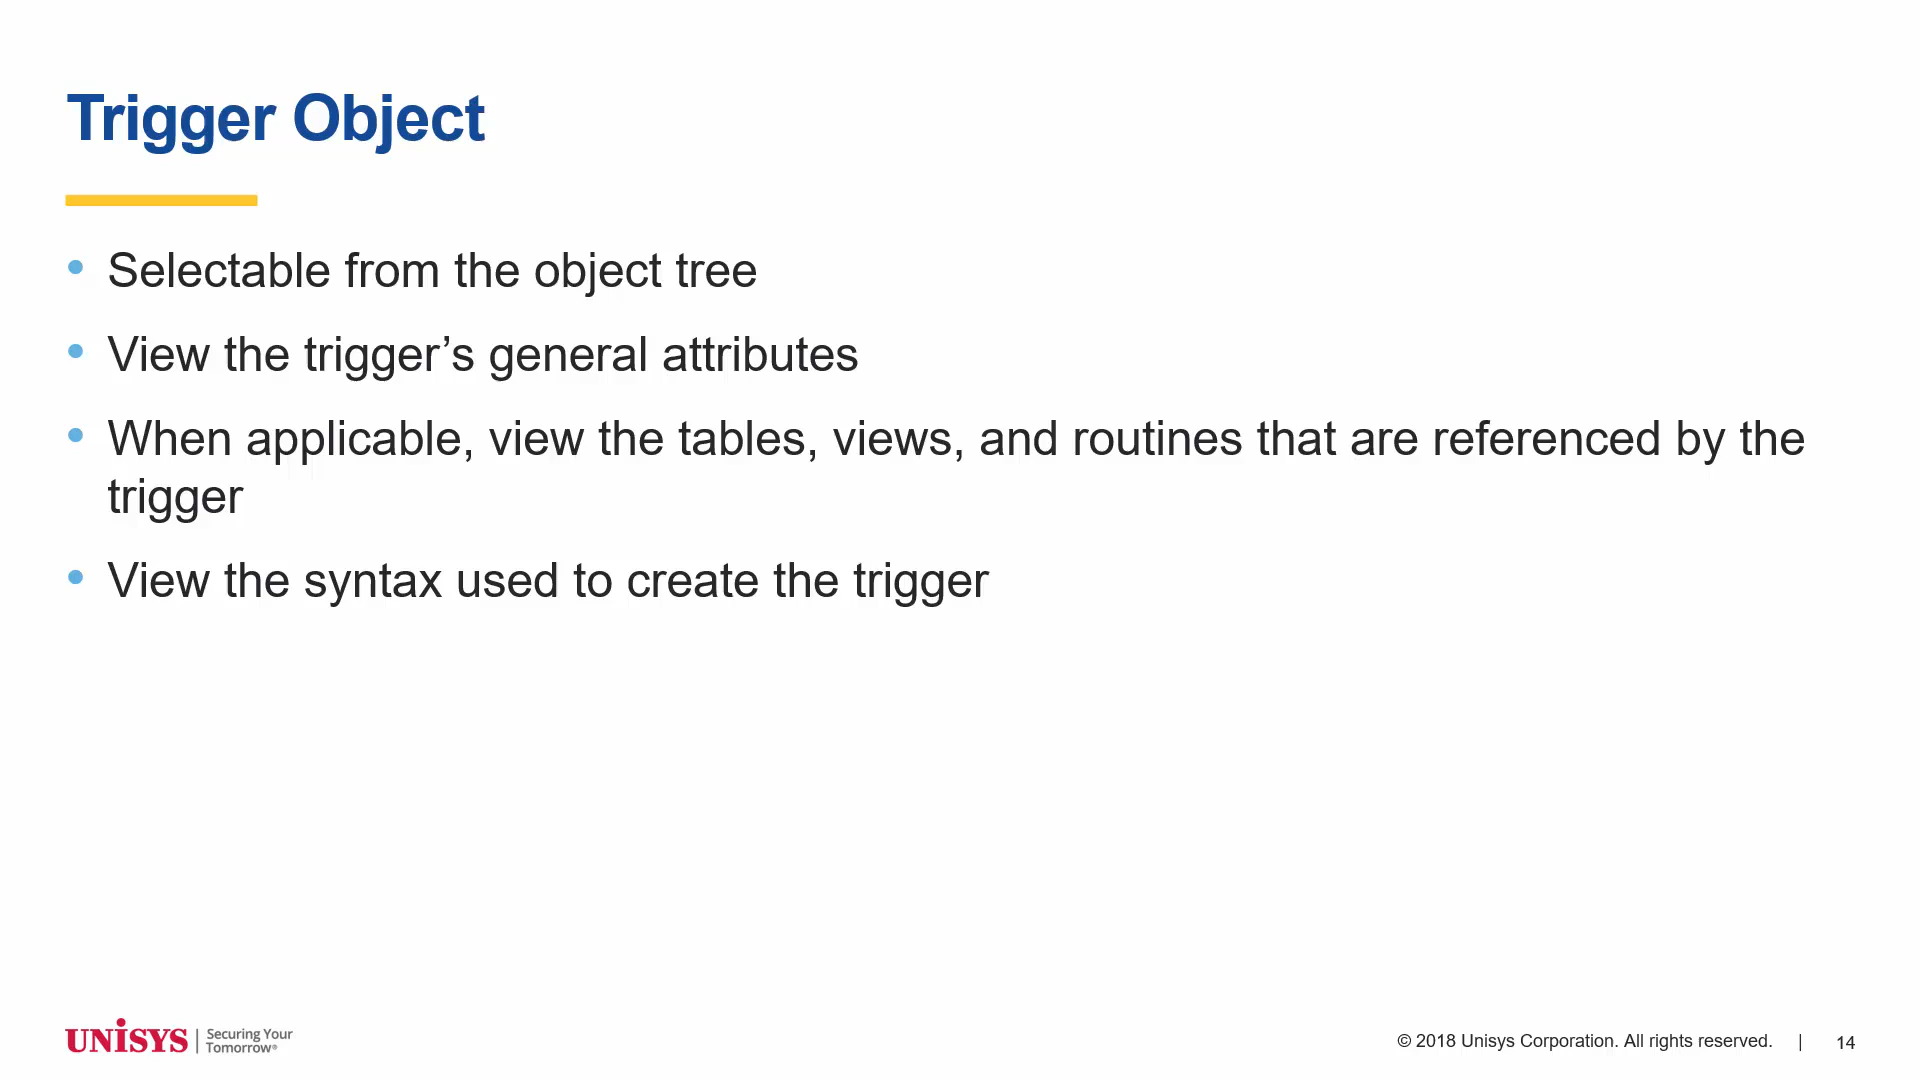 Trigger Object
• Selectable from the object tree
• View the trigger’s general attributes
• When applicable, view the tables, views, and routines that are referenced by the
trigger
• View the syntax used to create the trigger
UNiSYS | Securing Your
Tomorrow®
© 2018 Unisys Corporation. All rights reserved. | 14